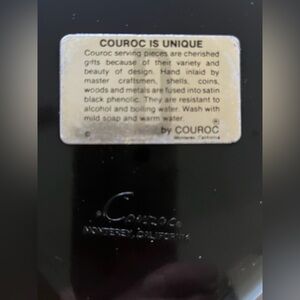 COUROC IS UNIQUE
Couroc serving pieces are cherished
gifts because of their variety and
beauty of design. Hand inlaid by
master craftsmen, shells, coins,
woods and metals are fused into satin
black phenolic. They are resistant to
alcohol and boiling water. Wash with
mild soap and warm water.
®
© by COUROC
Monterey, California
Couroc
MONTEREY, CALIFORNIA